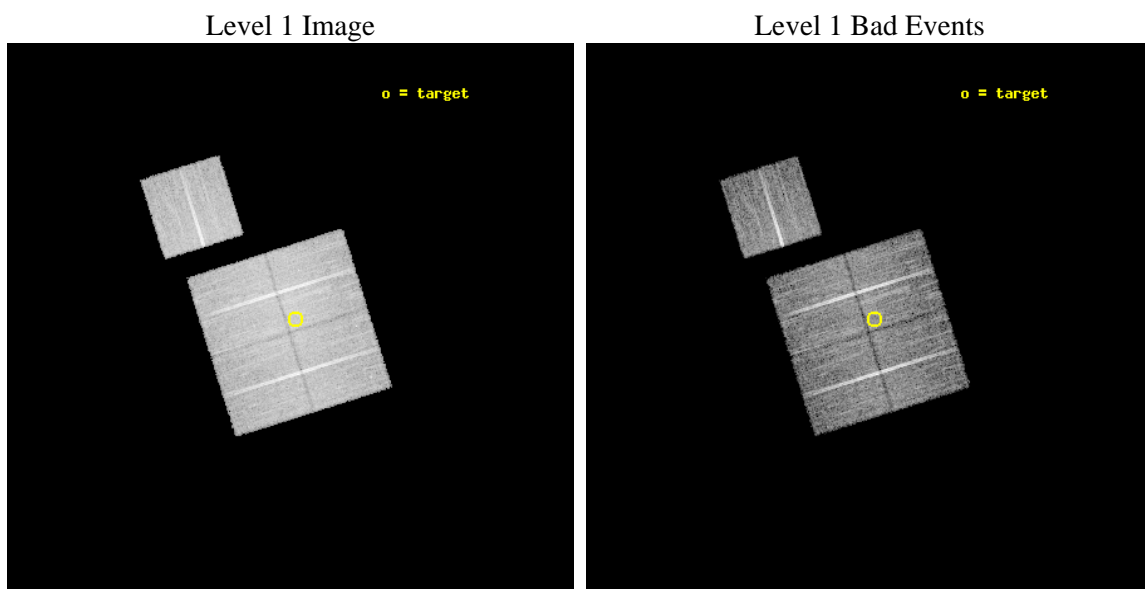 Level 1 Image
Level 1 Bad Events
o = target
o = target